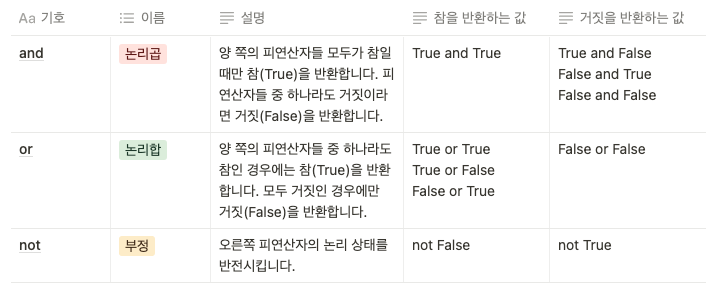 Aa 기호 이름 설명 참을 반환하는 값 거짓을 반환하는 값
and 논리곱 양 쪽의 피연산자들 모두가 참일 True and True True and False
때만 참(True)을 반환합니다. 피 False and True
연산자들 중 하나라도 거짓이라 False and False
면 거짓(False)을 반환합니다.
or 논리합 양 쪽의 피연산자들 중 하나라도 True or True False or False
참인 경우에는 참(True)을 반환 True or False
합니다. 모두 거짓인 경우에만 False or True
거짓(False)을 반환합니다.
not 부정 오른쪽 피연산자의 논리 상태를 not False not True
반전시킵니다.